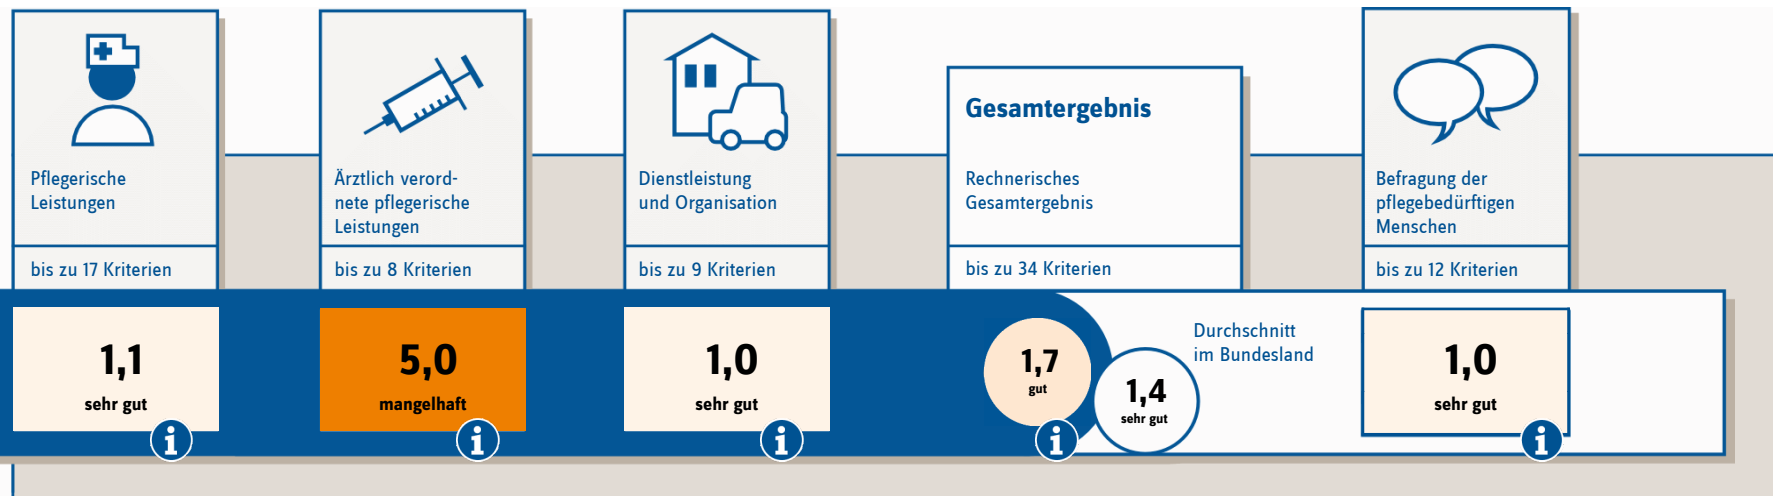 Pflegerische
Leistungen
bis zu 17 Kriterien
1,1
sehr gut
i
Ärztlich verord-
nete pflegerische
Leistungen
bis zu 8 Kriterien
5,0
mangelhaft
i
Dienstleistung
und Organisation
bis zu 9 Kriterien
1,0
sehr gut
i
Gesamtergebnis
Rechnerisches
Gesamtergebnis
bis zu 34 Kriterien
1,7
gut
i
1,4
sehr gut
Durchschnitt
im Bundesland
Befragung der
pflegebedürftigen
Menschen
bis zu 12 Kriterien
1,0
sehr gut
i